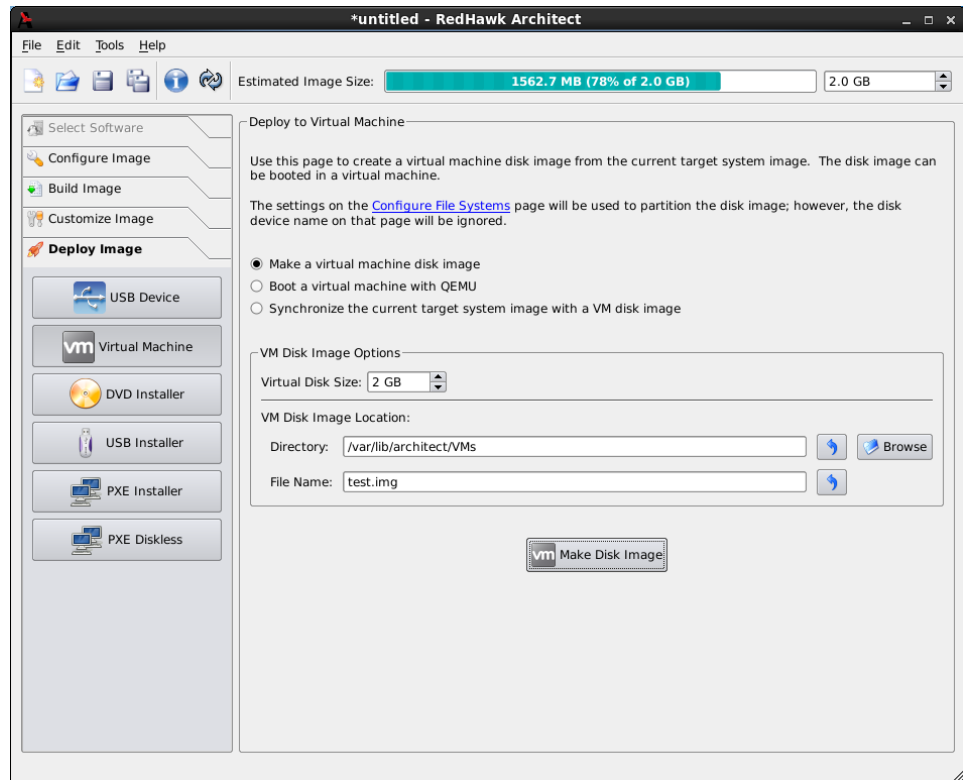 *untitled - RedHawk Architect
File Edit Tools Help
Estimated Image Size: 1562.7 MB (78% of 2.0 GB) 2.0 GB
Select Software
Configure Image
Build Image
Customize Image
Deploy Image
USB Device
vm Virtual Machine
DVD Installer
USB Installer
PXE Installer
PXE Diskless
Deploy to Virtual Machine
Use this page to create a virtual machine disk image from the current target system image. The disk image can
be booted in a virtual machine.
The settings on the Configure File Systems page will be used to partition the disk image; however, the disk
device name on that page will be ignored.
Make a virtual machine disk image
Boot a virtual machine with QEMU
Synchronize the current target system image with a VM disk image
VM Disk Image Options
Virtual Disk Size: 2 GB
VM Disk Image Location:
Directory: /var/lib/architect/VMs Browse
File Name: test.img
vm Make Disk Image